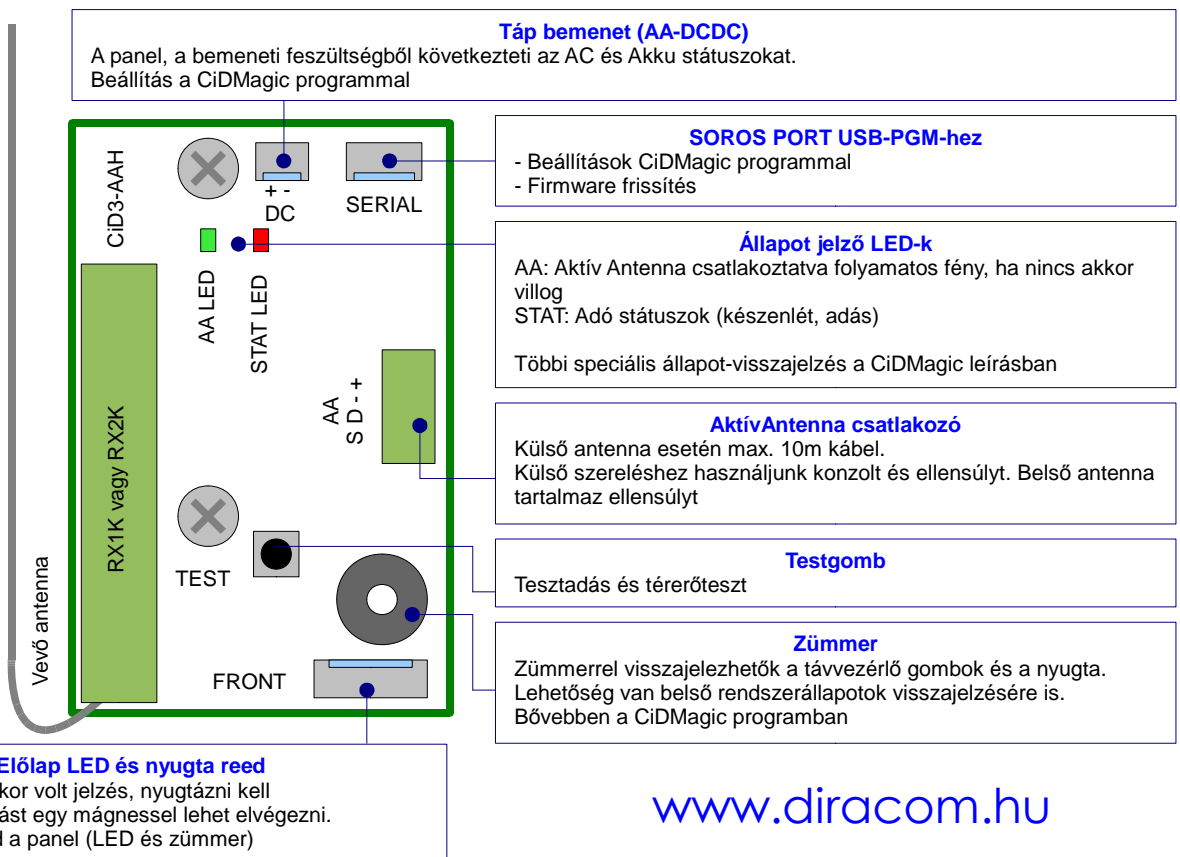 Táp bemenet (AA-DCDC)
A panel, a bemeneti feszültségből következteti az AC és Akku státuszokat.
Beállítás a CiDMagic programmal
SOROS PORT USB-PGM-hez
- Beállítások CiDMagic programmal
- Firmware frissítés
Állapot jelző LED-k
AA: Aktív Antenna csatlakoztatva folyamatos fény, ha nincs akkor
villog
STAT: Adó státuszok (készenlét, adás)
Többi speciális állapot-visszajelzés a CiDMagic leírásban
AktívAntenna csatlakozó
Külső antenna esetén max. 10m kábel.
Külső szereléshez használjunk konzolt és ellensúlyt. Belső antenna
tartalmaz ellensúlyt
Testgomb
Tesztadás és térerőteszt
Zümmer
Zümmerrel visszajelezhetők a távvezérlő gombok és a nyugta.
Lehetőség van belső rendszerállapotok visszajelzésére is.
Bővebben a CiDMagic programban
CiD3-AAH
+ -
DC
SERIAL
AA LED
STAT LED
AA
S D - +
RX1K vagy RX2K
TEST
FRONT
Vevő antenna
Előlap LED és nyugta reed
kor volt jelzés, nyugtázni kell
ást egy mágnessel lehet elvégezni.
a panel (LED és zümmer)
www.diracom.hu